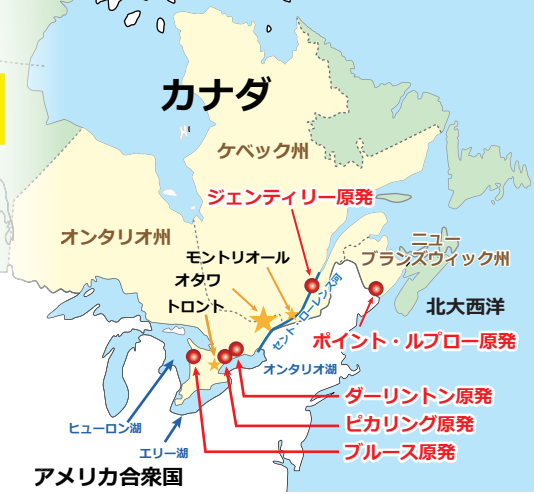 カナダ
ケベック州
ジェンティリー原発
オンタリオ州
ニュー
ブランズウィック州
モントリオール
オタワ
トロント
セント・ローレンス河
北大西洋
ポイント・ルプロー原発
オンタリオ湖
ダーリントン原発
ピカリング原発
ブルース原発
ヒューロン湖
エリー湖
アメリカ合衆国